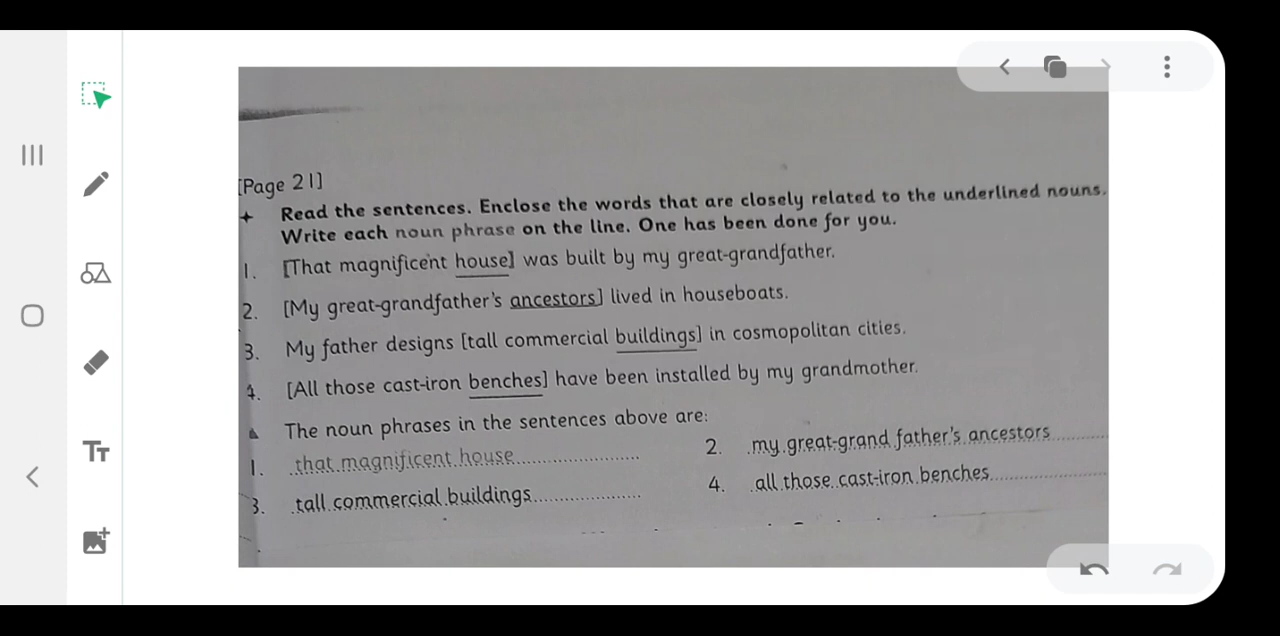 [Page 21]
Read the sentences. Enclose the words that are closely related to the underlined nouns.
Write each noun phrase on the line. One has been done for you.
1. [That magnificent house] was built by my great-grandfather.
2. [My great-grandfather's ancestors] lived in houseboats.
3. My father designs [tall commercial buildings] in cosmopolitan cities.
4. [All those cast-iron benches] have been installed by my grandmother.
The noun phrases in the sentences above are:
1. that magnificent house
2. my great-grand father's ancestors
3. tall commercial buildings
4. all those cast-iron benches
TT